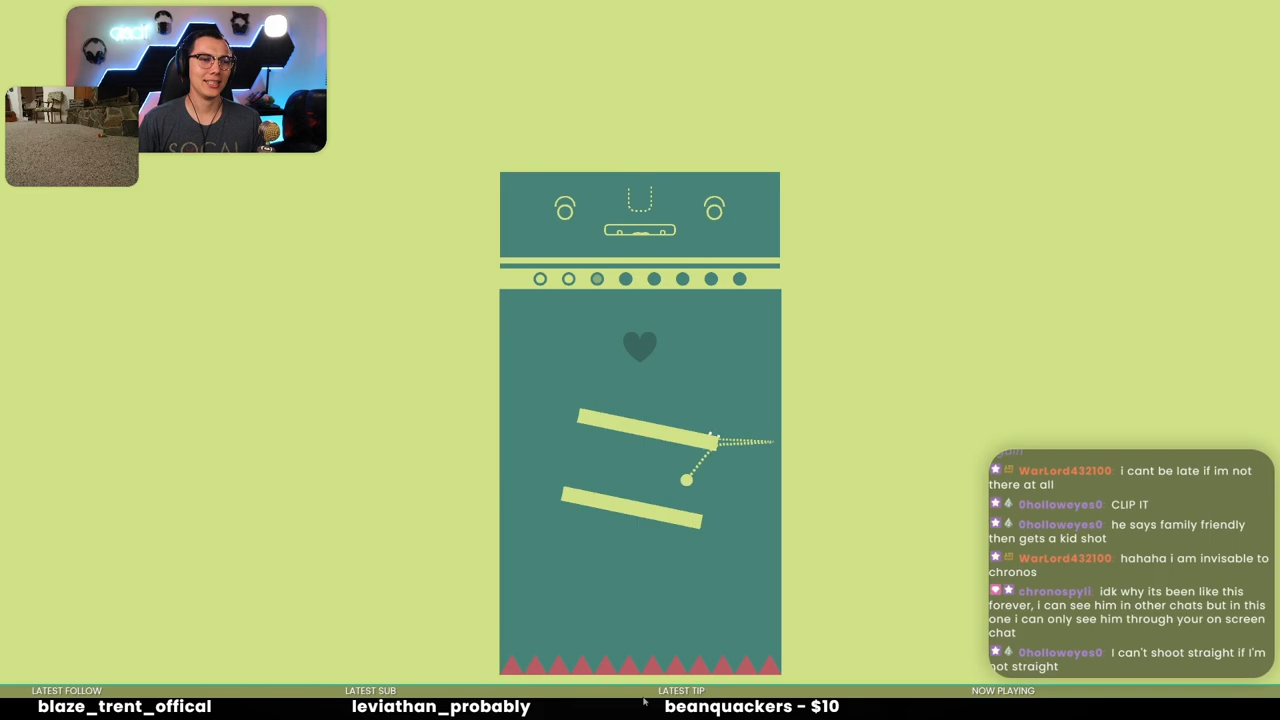 SOCAL
WarLord432100: i cant be late if im not
there at all
0holloweyes0: CLIP IT
0holloweyes0: he says family friendly
then gets a kid shot
WarLord432100: hahaha i am invisable to
chronos
chronospyli: idk why its been like this
forever, i can see him in other chats but in this
one i can only see him through your on screen
chat
0holloweyes0: I can't shoot straight if I'm
not straight
LATEST FOLLOW
blaze_trent_offical
LATEST SUB
leviathan_probably
LATEST TIP
beanquackers - $10
NOW PLAYING